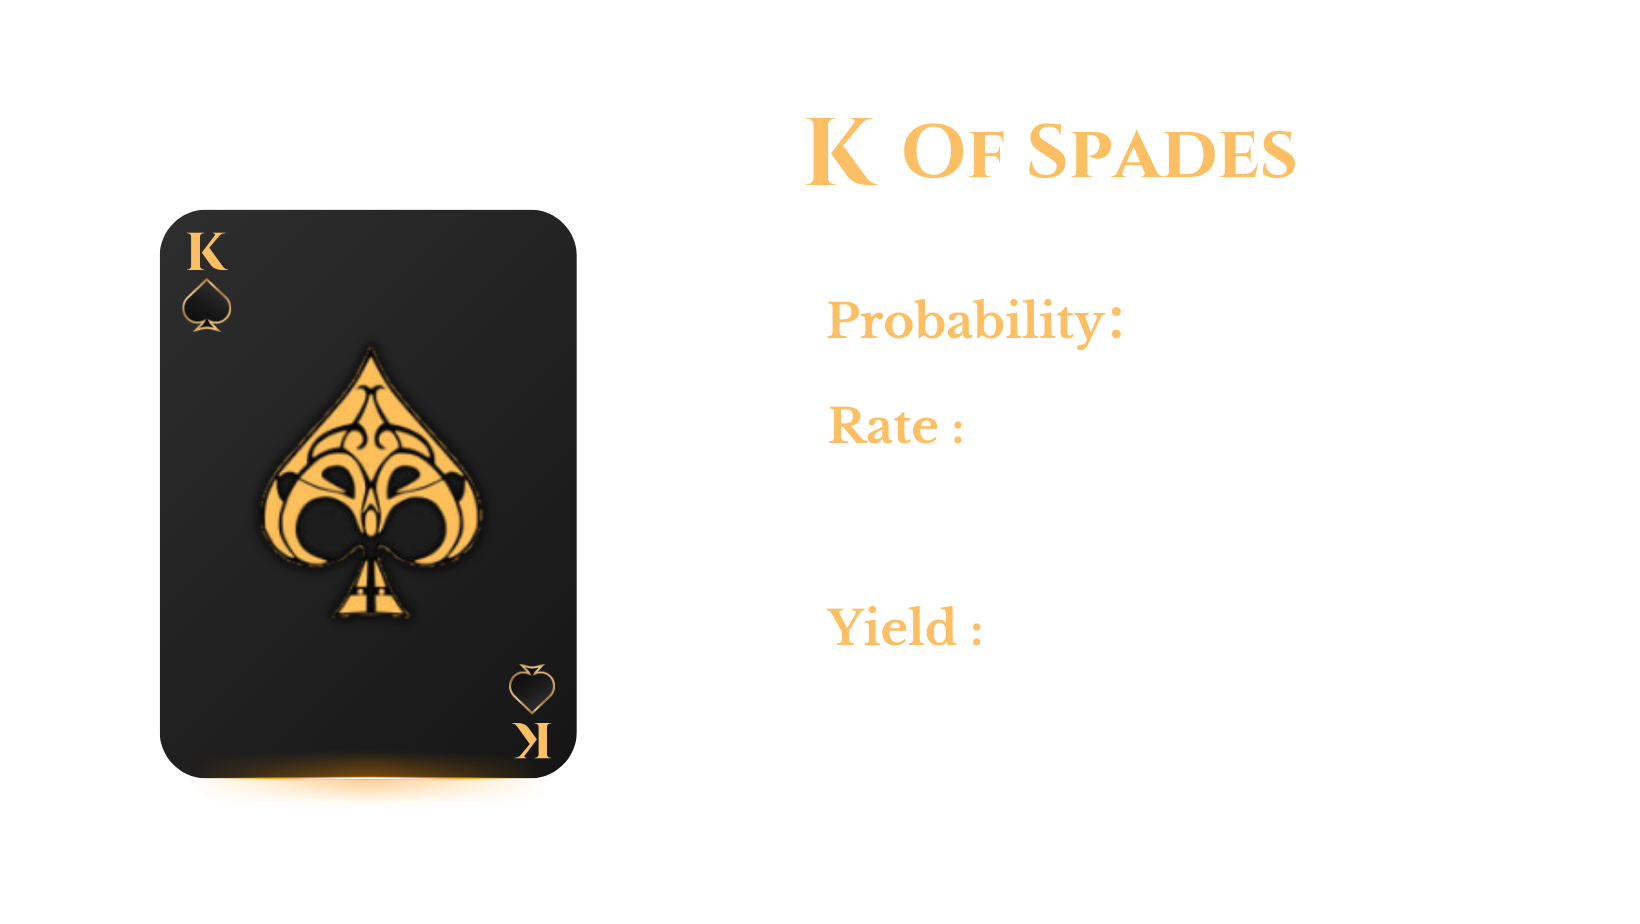 K Of Spades
K
Probability:
Rate :
Yield :
K